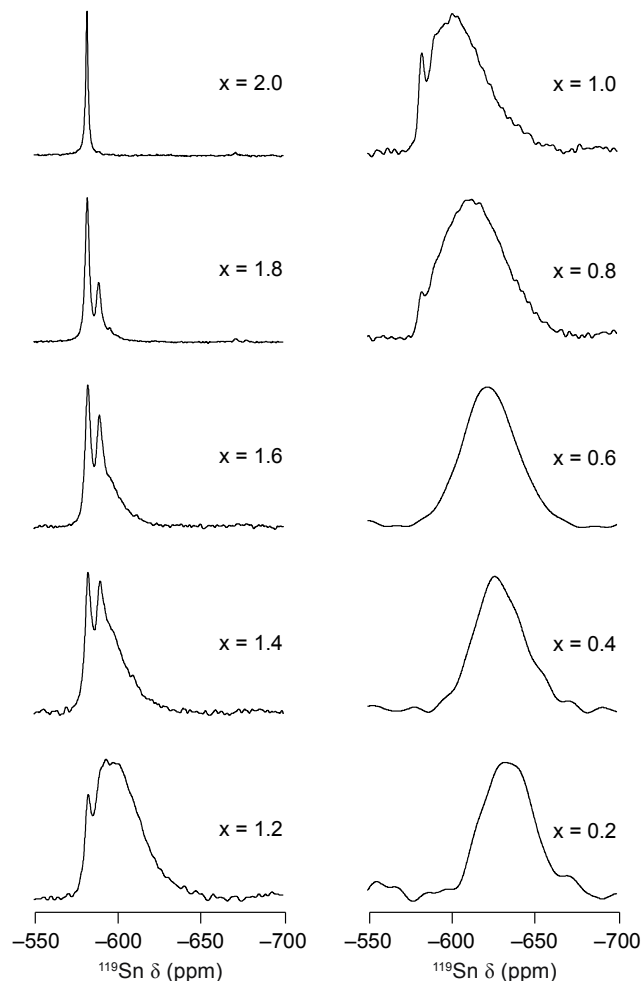 x = 2.0
x = 1.8
x = 1.6
x = 1.4
x = 1.2
–550 –600 –650 –700
¹¹⁹Sn δ (ppm)
x = 1.0
x = 0.8
x = 0.6
x = 0.4
x = 0.2
–550 –600 –650 –700
¹¹⁹Sn δ (ppm)